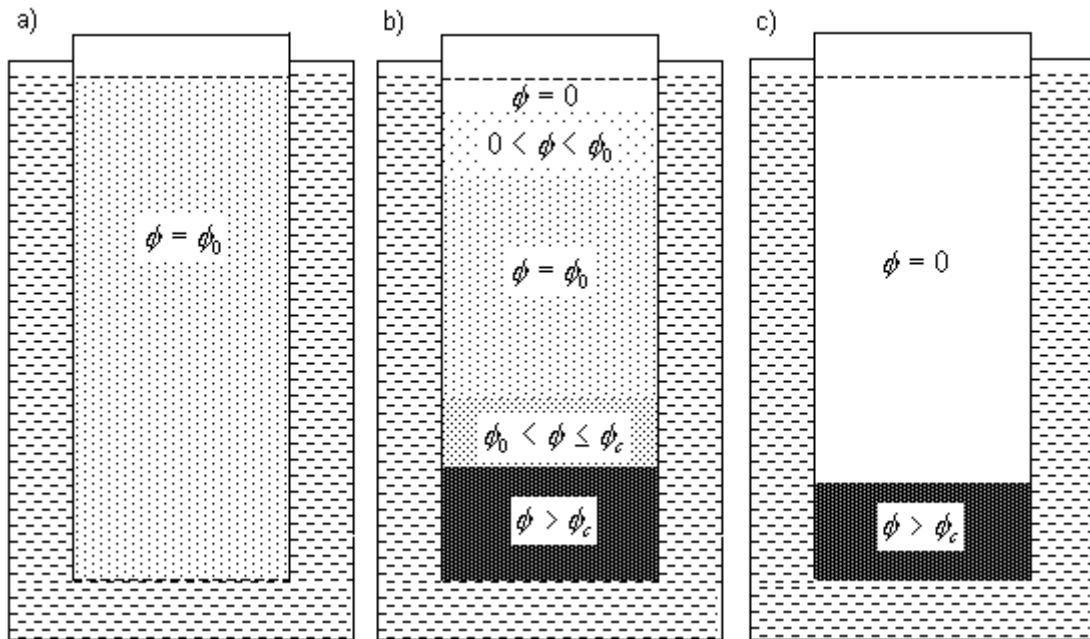 a)
ϕ = ϕ₀
b)
ϕ = 0
0 < ϕ < ϕ₀
ϕ = ϕ₀
ϕ₀ < ϕ ≤ ϕc
ϕ > ϕc
c)
ϕ = 0
ϕ > ϕc